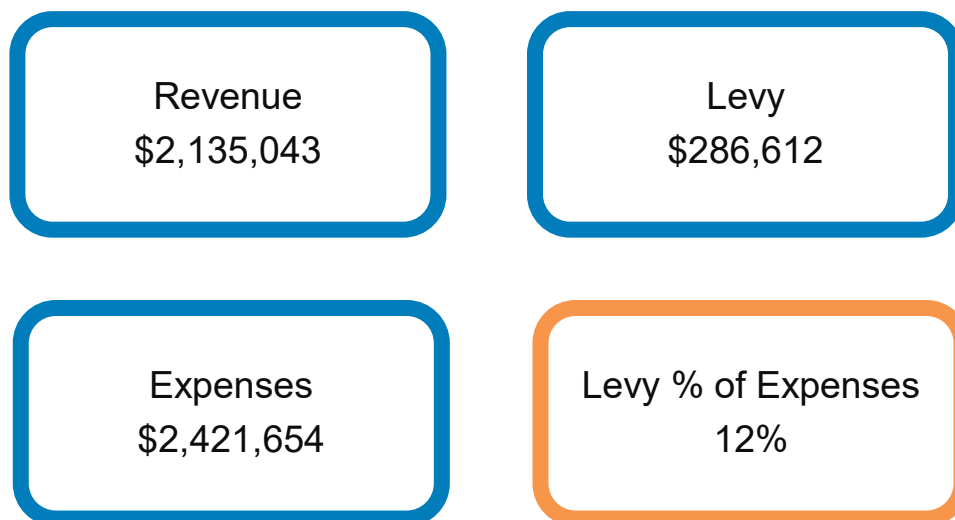 Revenue
$2,135,043
Levy
$286,612
Expenses
$2,421,654
Levy % of Expenses
12%